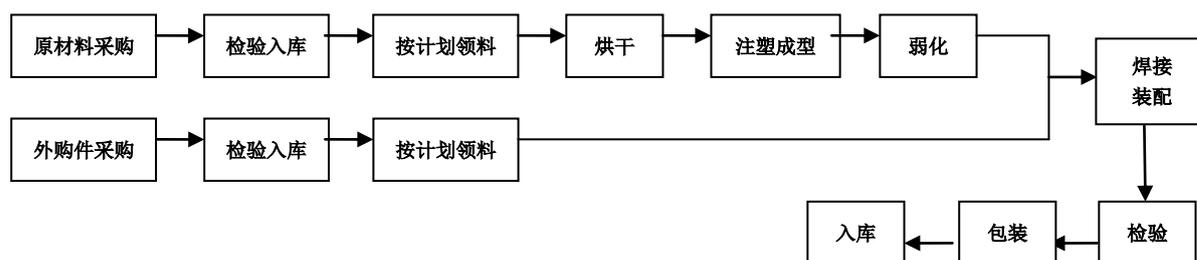 原材料采购
检验入库
按计划领料
烘干
注塑成型
弱化
焊接
装配
外购件采购
检验入库
按计划领料
入库
包装
检验